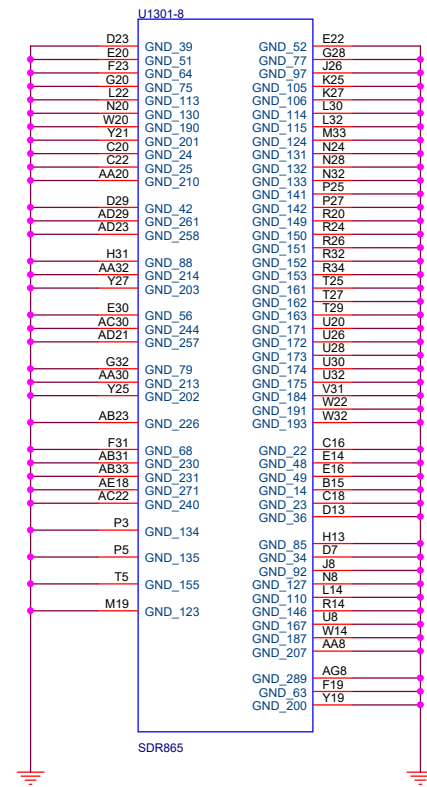 U1301-8
D23 GND_39
E20 GND_51
F23 GND_64
G20 GND_75
L22 GND_113
N20 GND_130
W20 GND_190
Y21 GND_201
C20 GND_24
C22 GND_25
AA20 GND_210
D29 GND_42
AD29 GND_261
AD23 GND_258
H31 GND_88
AA32 GND_214
Y27 GND_203
E30 GND_56
AC30 GND_244
AD21 GND_257
G32 GND_79
AA30 GND_213
Y25 GND_202
AB23 GND_226
F31 GND_68
AB31 GND_230
AB33 GND_231
AE18 GND_271
AC22 GND_240
P3 GND_134
P5 GND_135
T5 GND_155
M19 GND_123
GND_52 E22
GND_77 G28
GND_97 J26
GND_105 K25
GND_106 K27
GND_114 L30
GND_115 L32
GND_124 M33
GND_131 N24
GND_132 N28
GND_133 N32
GND_141 P25
GND_142 P27
GND_149 R20
GND_150 R24
GND_151 R26
GND_152 R32
GND_153 R34
GND_161 T25
GND_162 T27
GND_163 T29
GND_171 U20
GND_172 U26
GND_173 U28
GND_174 U30
GND_175 U32
GND_184 V31
GND_191 W22
GND_193 W32
GND_22 C16
GND_48 E14
GND_49 E16
GND_14 B15
GND_23 C18
GND_36 D13
GND_85 H13
GND_34 D7
GND_92 J8
GND_127 N8
GND_110 L14
GND_146 R14
GND_167 U8
GND_187 W14
GND_207 AA8
GND_289 AG8
GND_63 F19
GND_200 Y19
SDR865